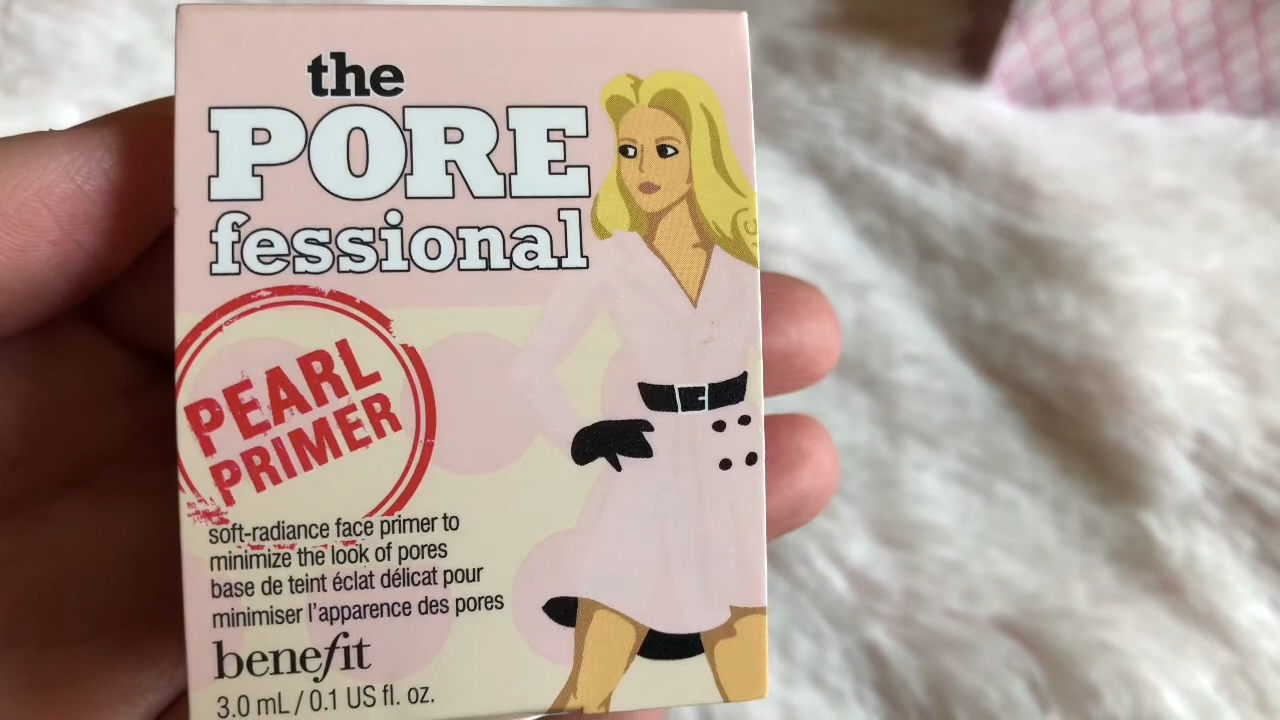 the
PORE
fessional
PEARL
PRIMER
soft-radiance face primer to
minimize the look of pores
base de teint éclat délicat pour
minimiser l'apparence des pores
benefit
3.0 mL / 0.1 US fl. oz.